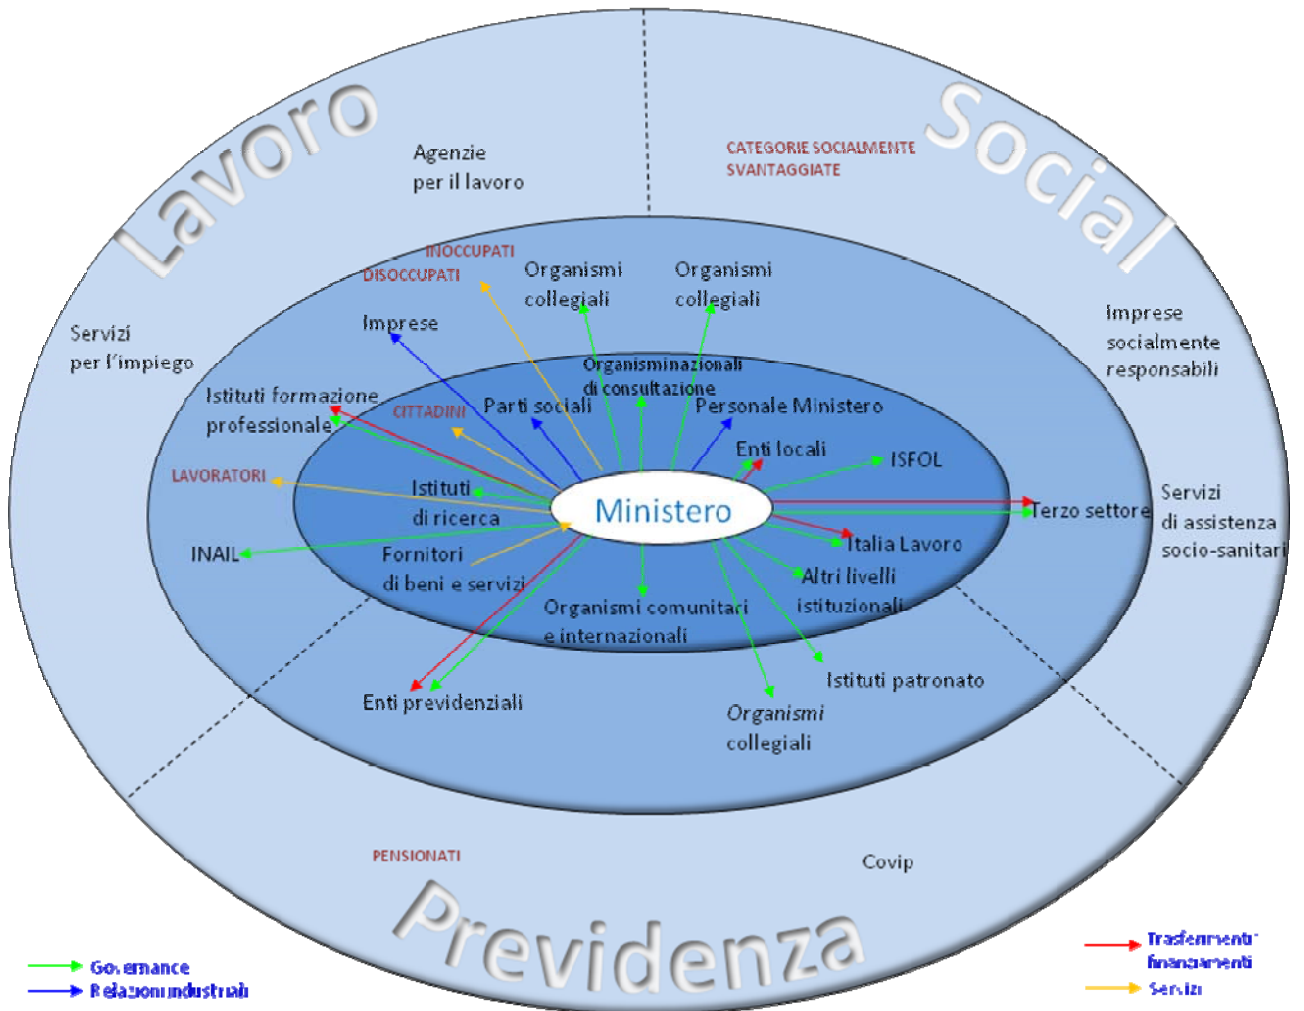 Lavoro
Social
Agenzie
per il lavoro
CATEGORIE SOCIALMENTE
SVANTAGGIATE
INOCCUPATI
DISOCCUPATI
Organismi
collegiali
Organismi
collegiali
Imprese
Servizi
per l'impiego
Imprese
socialmente
responsabili
Organismi nazionali
di consultazione
Istituti formazione
professionale
CITTADINI
Parti sociali
Personale Ministero
Enti locali
ISFOL
LAVORATORI
Istituti
di ricerca
Ministero
Terzo settore
Servizi
di assistenza
socio-sanitari
INAIL
Fornitori
di beni e servizi
Italia Lavoro
Altri livelli
istituzionali
Organismi comunitari
e internazionali
Istituti patronato
Enti previdenziali
Organismi
collegiali
PENSIONATI
Covip
Previdenza
Governance
Relazioni industriali
Trasferimenti
finanziamenti
Servizi